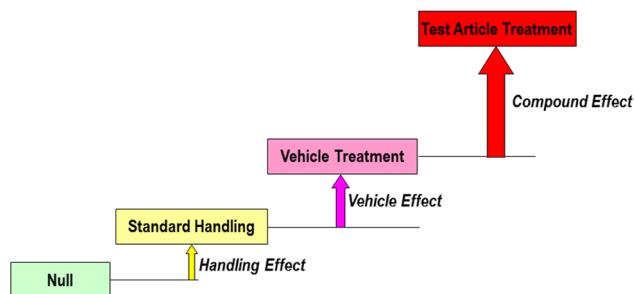 Test Article Treatment
Compound Effect
Vehicle Treatment
Vehicle Effect
Standard Handling
Handling Effect
Null